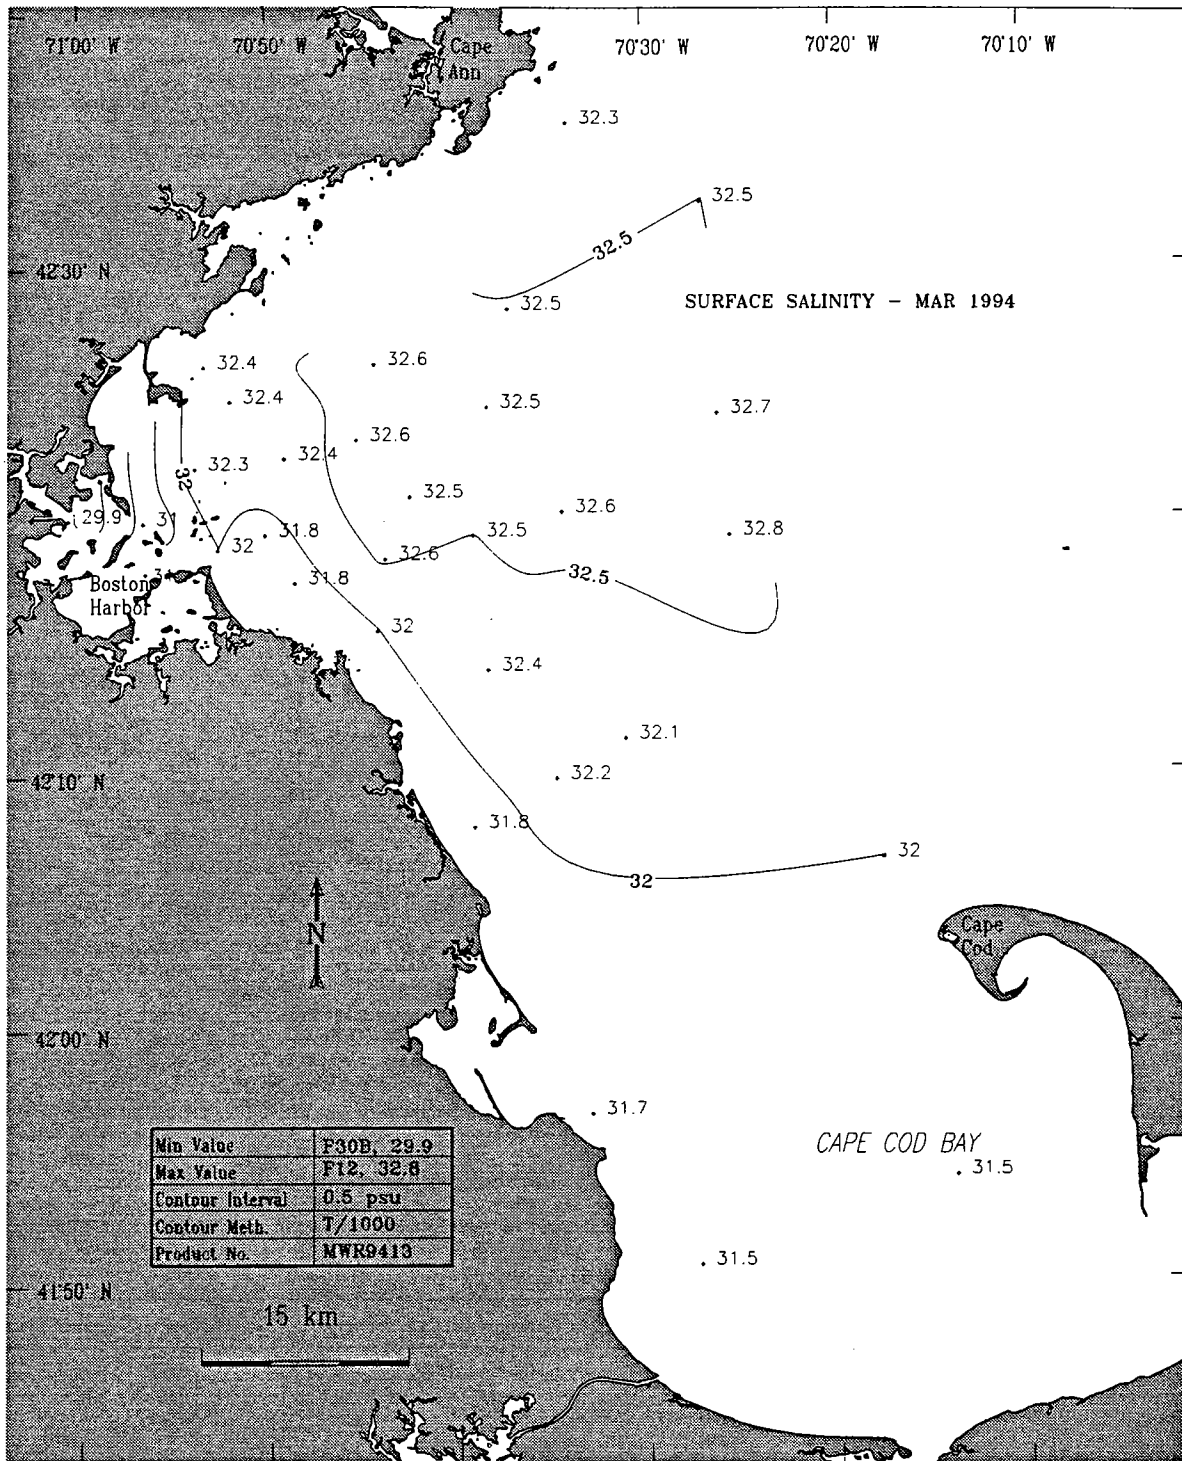 71°00' W
70°50' W
70°30' W
70°20' W
70°10' W
Cape
Ann
32.3
32.5
32.5
42°30' N
32.5
SURFACE SALINITY - MAR 1994
32.4
32.6
32.4
32.5
32.7
32.6
32.4
32.3
32
32.5
32.6
29.9
31
31.8
32.5
32.8
32
32.6
31
31.8
32.5
Boston
Harbor
32
32.4
32.1
32.2
42°10' N
31.8
32
32
N
Cape
Cod
42°00' N
31.7
CAPE COD BAY
31.5
Min Value F30B, 29.9
Max Value F12, 32.8
Contour Interval 0.5 psu
Contour Meth. T/1000
Product No. MWR9413
31.5
41°50' N
15 km